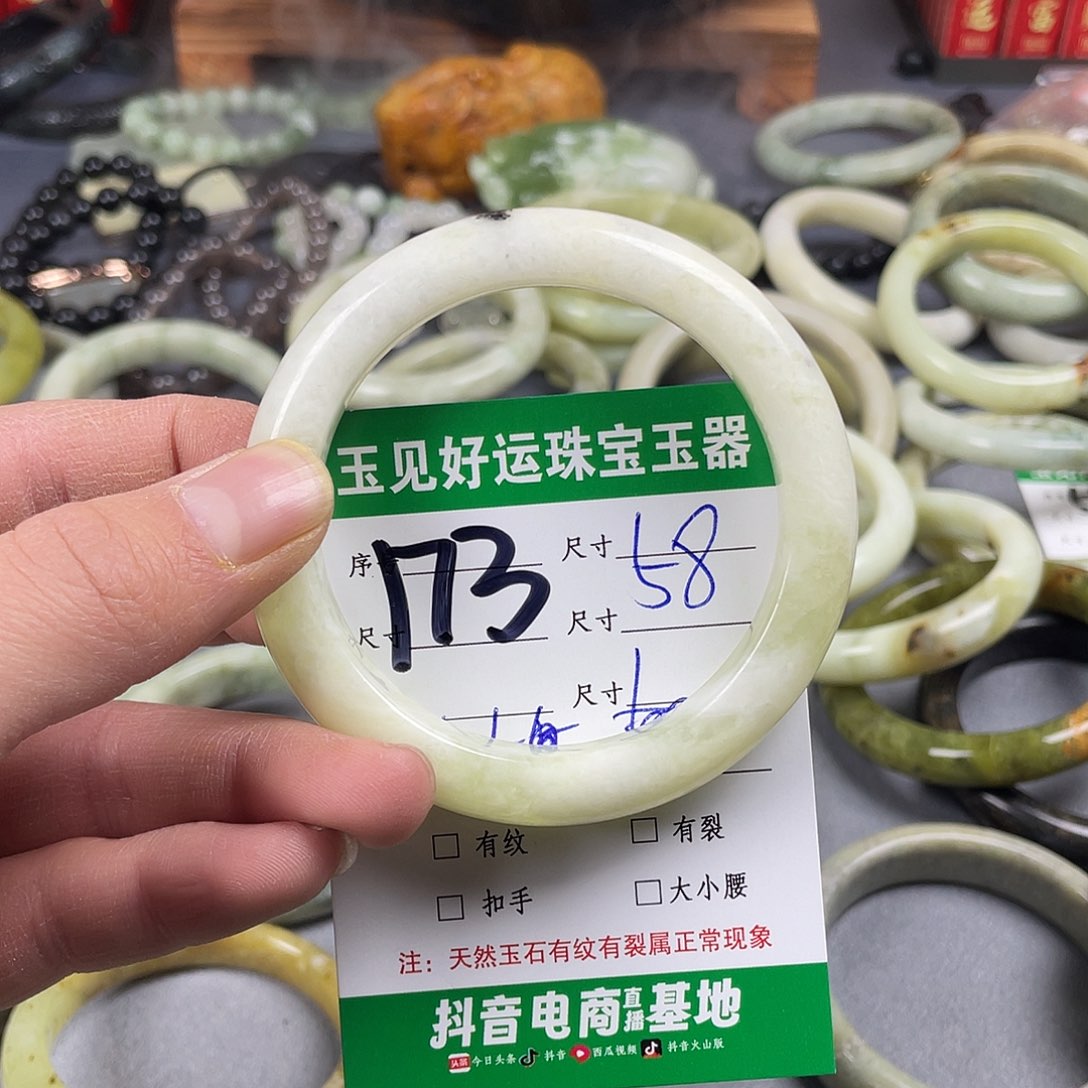 玉见好运珠宝玉器
序号 173 尺寸 58
尺寸 尺寸
尺寸
有纹 有裂
扣手 大小腰
注：天然玉石有纹有裂属正常现象
抖音电商直播基地
头条 今日头条 抖音 西瓜视频 抖音火山版